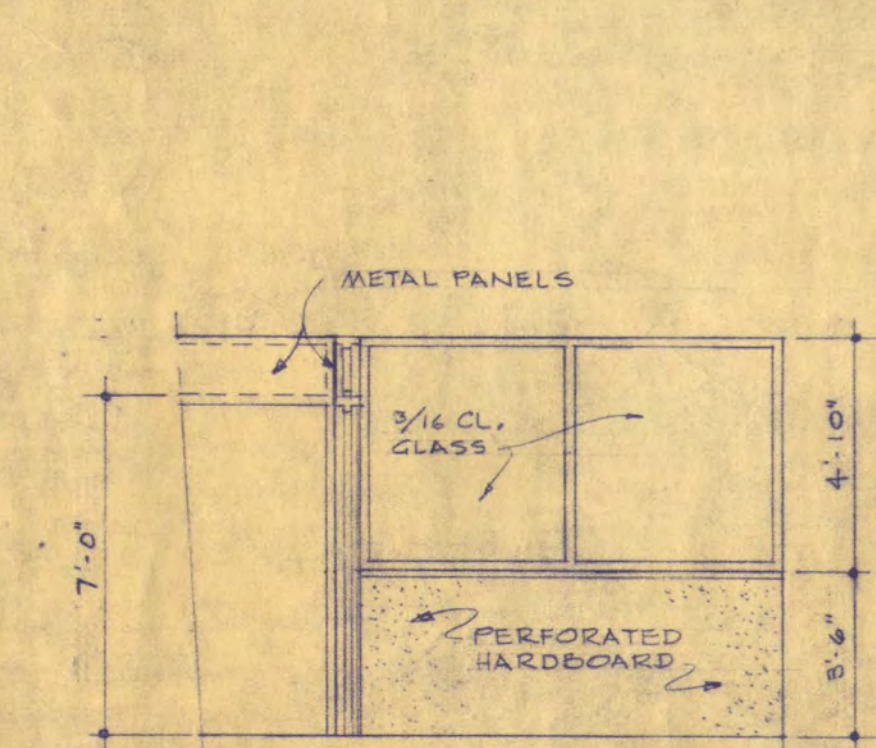 METAL PANELS
3/16 CL.
GLASS
4'-10"
7'-0"
PERFORATED
HARDBOARD
3'-6"